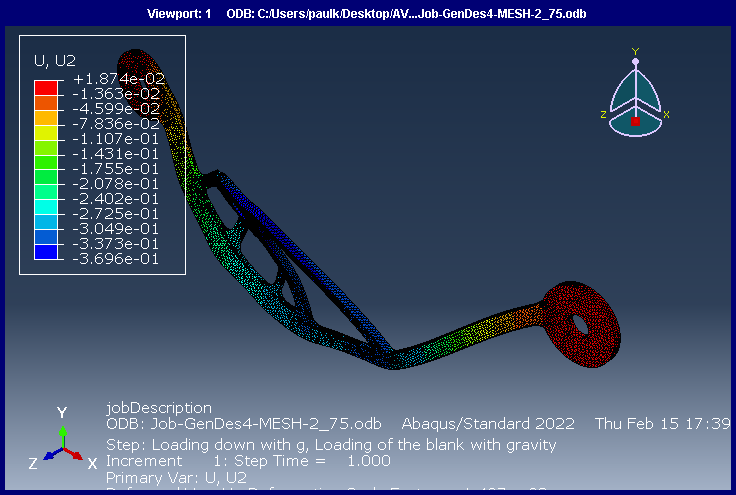 Viewport: 1 ODB: C:/Users/paulk/Desktop/AV...Job-GenDes4-MESH-2_75.odb
U, U2
+1.874e-02
-1.363e-02
-4.599e-02
-7.836e-02
-1.107e-01
-1.431e-01
-1.755e-01
-2.078e-01
-2.402e-01
-2.725e-01
-3.049e-01
-3.373e-01
-3.696e-01
Y
Z X
Y
Z X
jobDescription
ODB: Job-GenDes4-MESH-2_75.odb Abaqus/Standard 2022 Thu Feb 15 17:39
Step: Loading down with g, Loading of the blank with gravity
Increment 1: Step Time = 1.000
Primary Var: U, U2